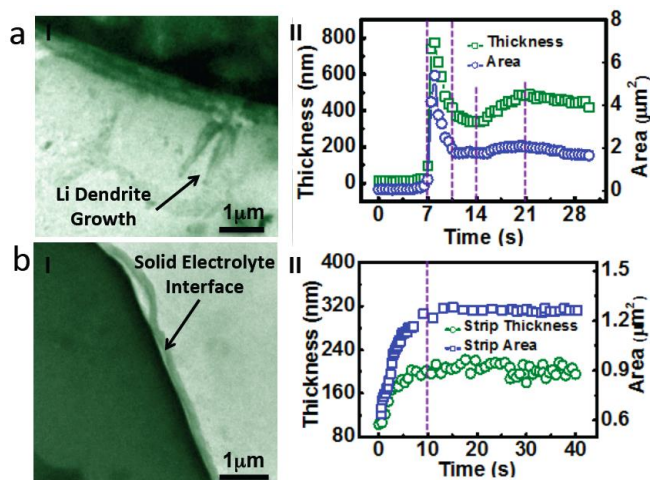 a
I
Li Dendrite
Growth
1μm
II
Thickness (nm)
800
600
400
200
0
Thickness
Area
8
6
4
2
0
Area (μm²)
0 7 14 21 28
Time (s)
b
I
Solid Electrolyte
Interface
1μm
II
Thickness (nm)
400
320
240
160
80
Strip Thickness
Strip Area
1.5
1.2
0.9
0.6
Area (μm²)
0 10 20 30 40
Time (s)